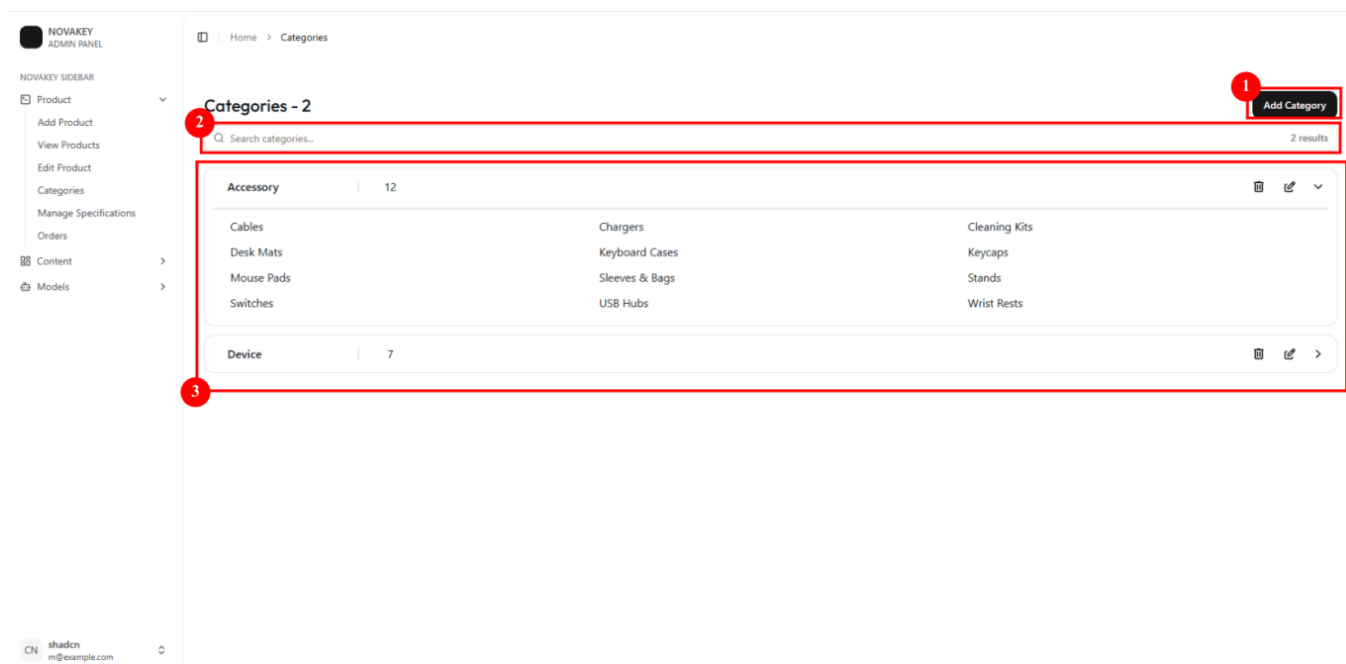 NOVAKEY
ADMIN PANEL
Home > Categories
NOVAKEY SIDEBAR
Product
Add Product
View Products
Edit Product
Categories
Manage Specifications
Orders
Content
Models
CN
shadcn
m@example.com
Categories - 2
1
Add Category
2
Search categories...
2 results
Accessory | 12
Cables Chargers Cleaning Kits
Desk Mats Keyboard Cases Keycaps
Mouse Pads Sleeves & Bags Stands
Switches USB Hubs Wrist Rests
Device | 7
3